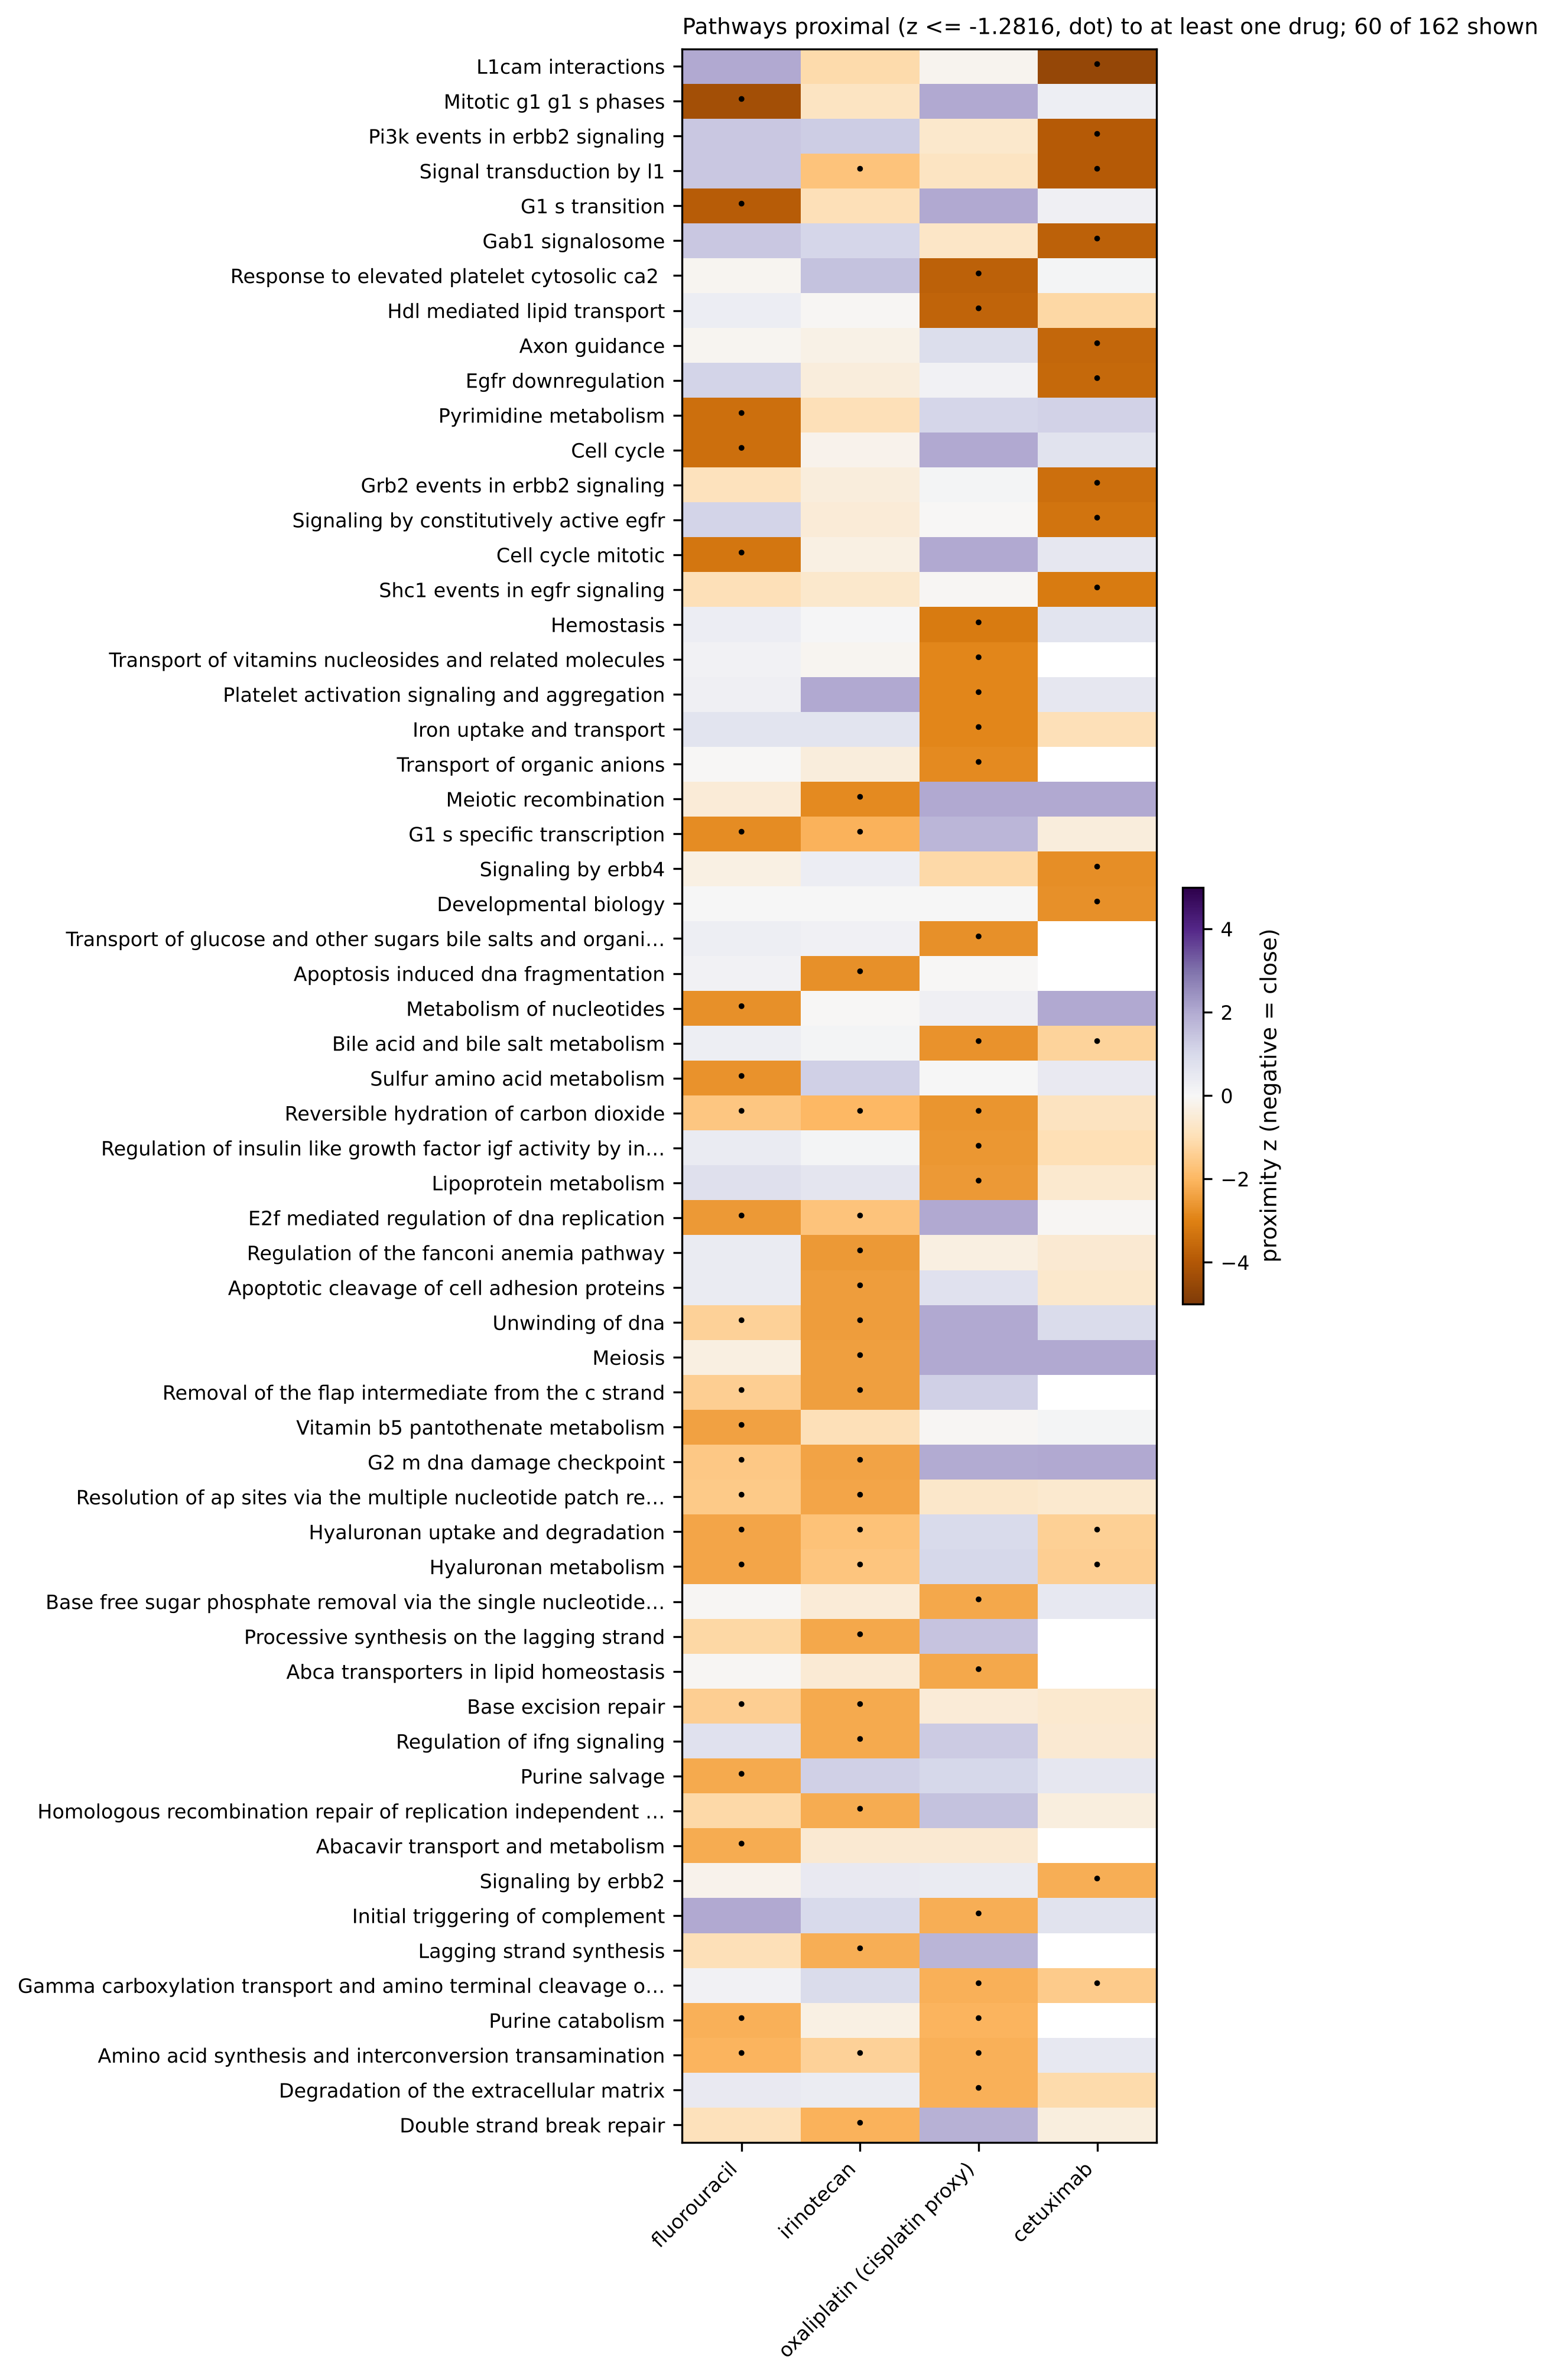 Pathways proximal (z <= -1.2816, dot) to at least one drug; 60 of 162 shown
L1cam interactions
Mitotic g1 g1 s phases
Pi3k events in erbb2 signaling
Signal transduction by l1
G1 s transition
Gab1 signalosome
Response to elevated platelet cytosolic ca2
Hdl mediated lipid transport
Axon guidance
Egfr downregulation
Pyrimidine metabolism
Cell cycle
Grb2 events in erbb2 signaling
Signaling by constitutively active egfr
Cell cycle mitotic
Shc1 events in egfr signaling
Hemostasis
Transport of vitamins nucleosides and related molecules
Platelet activation signaling and aggregation
Iron uptake and transport
Transport of organic anions
Meiotic recombination
G1 s specific transcription
Signaling by erbb4
Developmental biology
Transport of glucose and other sugars bile salts and organi...
Apoptosis induced dna fragmentation
Metabolism of nucleotides
Bile acid and bile salt metabolism
Sulfur amino acid metabolism
Reversible hydration of carbon dioxide
Regulation of insulin like growth factor igf activity by in...
Lipoprotein metabolism
E2f mediated regulation of dna replication
Regulation of the fanconi anemia pathway
Apoptotic cleavage of cell adhesion proteins
Unwinding of dna
Meiosis
Removal of the flap intermediate from the c strand
Vitamin b5 pantothenate metabolism
G2 m dna damage checkpoint
Resolution of ap sites via the multiple nucleotide patch re...
Hyaluronan uptake and degradation
Hyaluronan metabolism
Base free sugar phosphate removal via the single nucleotide...
Processive synthesis on the lagging strand
Abca transporters in lipid homeostasis
Base excision repair
Regulation of ifng signaling
Purine salvage
Homologous recombination repair of replication independent ...
Abacavir transport and metabolism
Signaling by erbb2
Initial triggering of complement
Lagging strand synthesis
Gamma carboxylation transport and amino terminal cleavage o...
Purine catabolism
Amino acid synthesis and interconversion transamination
Degradation of the extracellular matrix
Double strand break repair
fluorouracil
irinotecan
oxaliplatin (cisplatin proxy)
cetuximab
4
2
0
−2
−4
proximity z (negative = close)